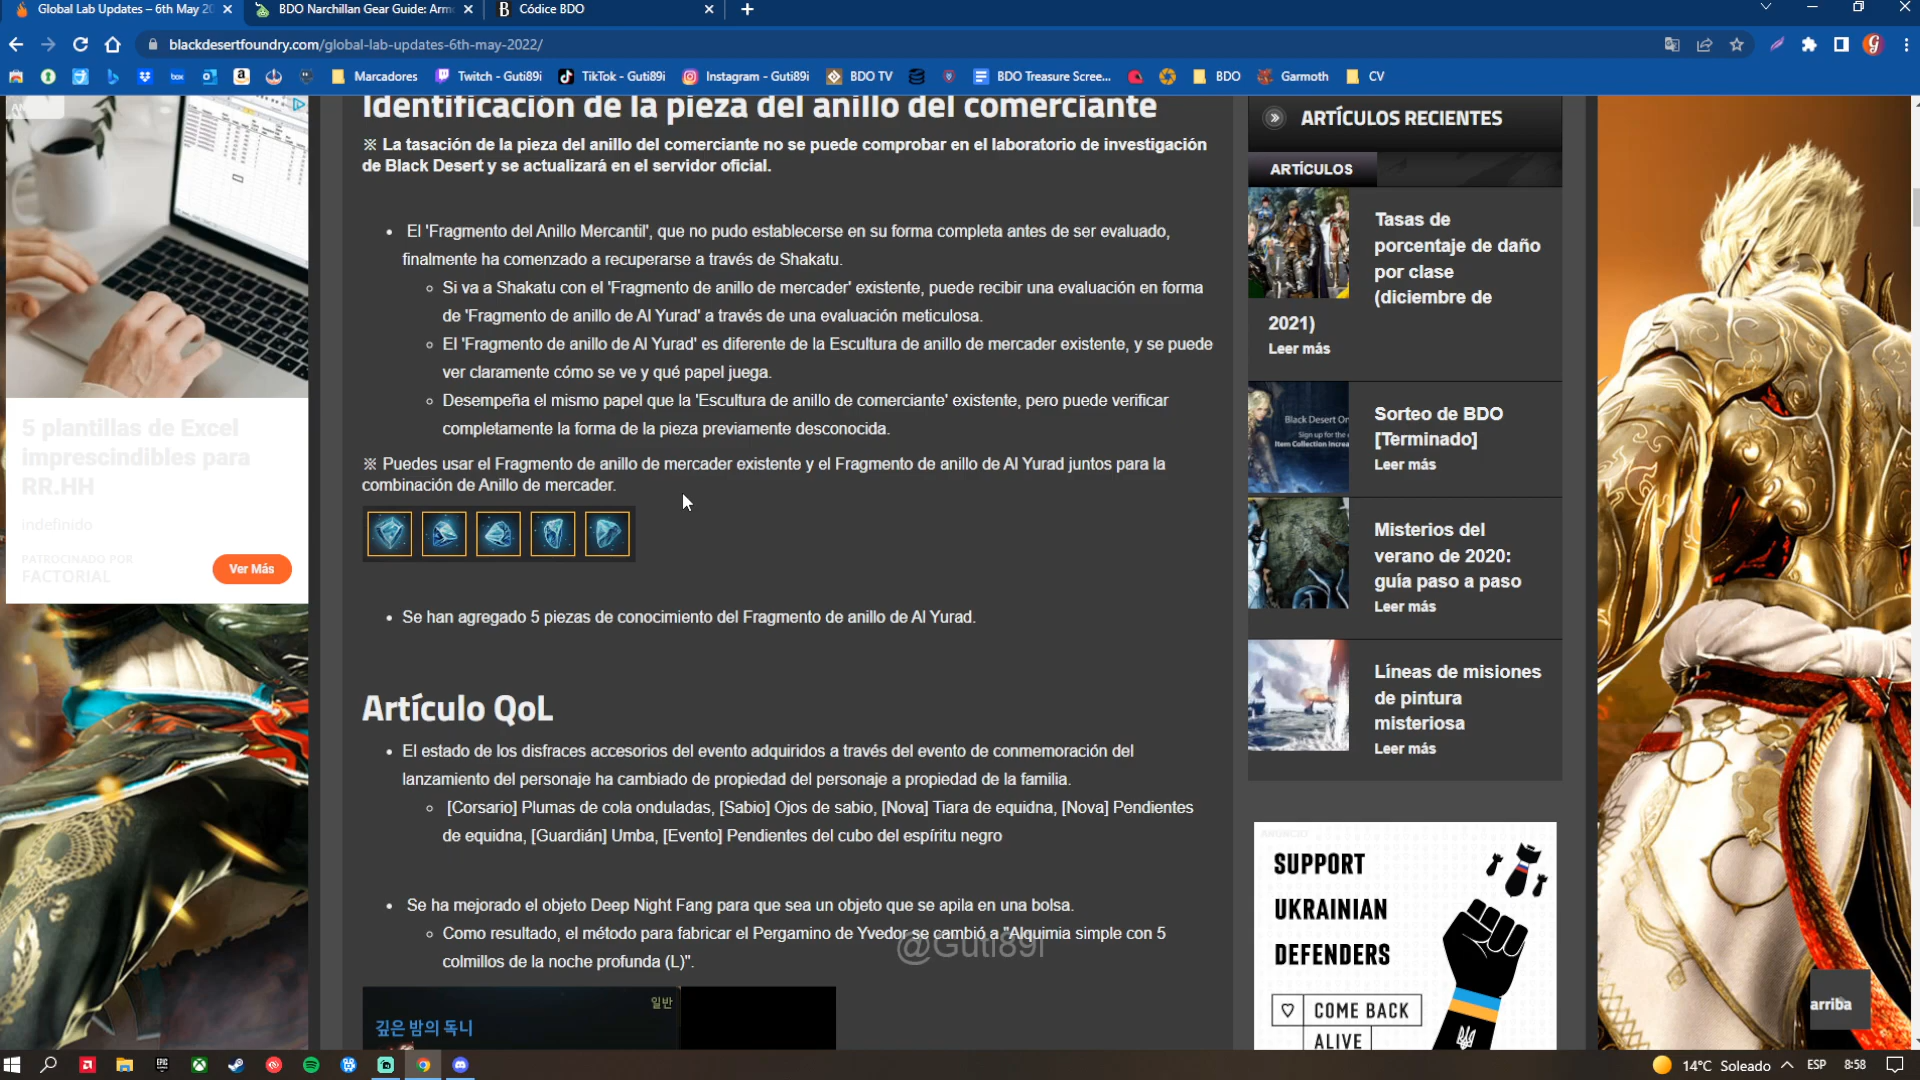 Global Lab Updates – 6th May 20
BDO Narchillan Gear Guide: Arm
Códice BDO
blackdesertfoundry.com/global-lab-updates-6th-may-2022/
Marcadores
Twitch - Guti89i
TikTok - Guti89i
Instagram - Guti89i
BDO TV
BDO Treasure Scree...
BDO
Garmoth
CV
Identificación de la pieza del anillo del comerciante
※ La tasación de la pieza del anillo del comerciante no se puede comprobar en el laboratorio de investigación
de Black Desert y se actualizará en el servidor oficial.
• El 'Fragmento del Anillo Mercantil', que no pudo establecerse en su forma completa antes de ser evaluado,
finalmente ha comenzado a recuperarse a través de Shakatu.
Si va a Shakatu con el 'Fragmento de anillo de mercader' existente, puede recibir una evaluación en forma
de 'Fragmento de anillo de Al Yurad' a través de una evaluación meticulosa.
El 'Fragmento de anillo de Al Yurad' es diferente de la Escultura de anillo de mercader existente, y se puede
ver claramente cómo se ve y qué papel juega.
Desempeña el mismo papel que la 'Escultura de anillo de comerciante' existente, pero puede verificar
completamente la forma de la pieza previamente desconocida.
※ Puedes usar el Fragmento de anillo de mercader existente y el Fragmento de anillo de Al Yurad juntos para la
combinación de Anillo de mercader.
• Se han agregado 5 piezas de conocimiento del Fragmento de anillo de Al Yurad.
Artículo QoL
• El estado de los disfraces accesorios del evento adquiridos a través del evento de conmemoración del
lanzamiento del personaje ha cambiado de propiedad del personaje a propiedad de la familia.
[Corsario] Plumas de cola onduladas, [Sabio] Ojos de sabio, [Nova] Tiara de equidna, [Nova] Pendientes
de equidna, [Guardián] Umba, [Evento] Pendientes del cubo del espíritu negro
• Se ha mejorado el objeto Deep Night Fang para que sea un objeto que se apila en una bolsa.
Como resultado, el método para fabricar el Pergamino de Yvedor se cambió a "Alquimia simple con 5
colmillos de la noche profunda (L)".
@Guti89i
일반
깊은 밤의 독니
5 plantillas de Excel
imprescindibles para
RR.HH
indefinido
PATROCINADO POR
FACTORIAL
Ver Más
ARTÍCULOS RECIENTES
ARTÍCULOS
Tasas de
porcentaje de daño
por clase
(diciembre de
2021)
Leer más
Black Desert On
Sign up for the
Item Collection Increa
Sorteo de BDO
[Terminado]
Leer más
Misterios del
verano de 2020:
guía paso a paso
Leer más
Líneas de misiones
de pintura
misteriosa
Leer más
ANUNCIO
SUPPORT
UKRAINIAN
DEFENDERS
COME BACK
ALIVE
arriba
14°C Soleado
ESP
8:58